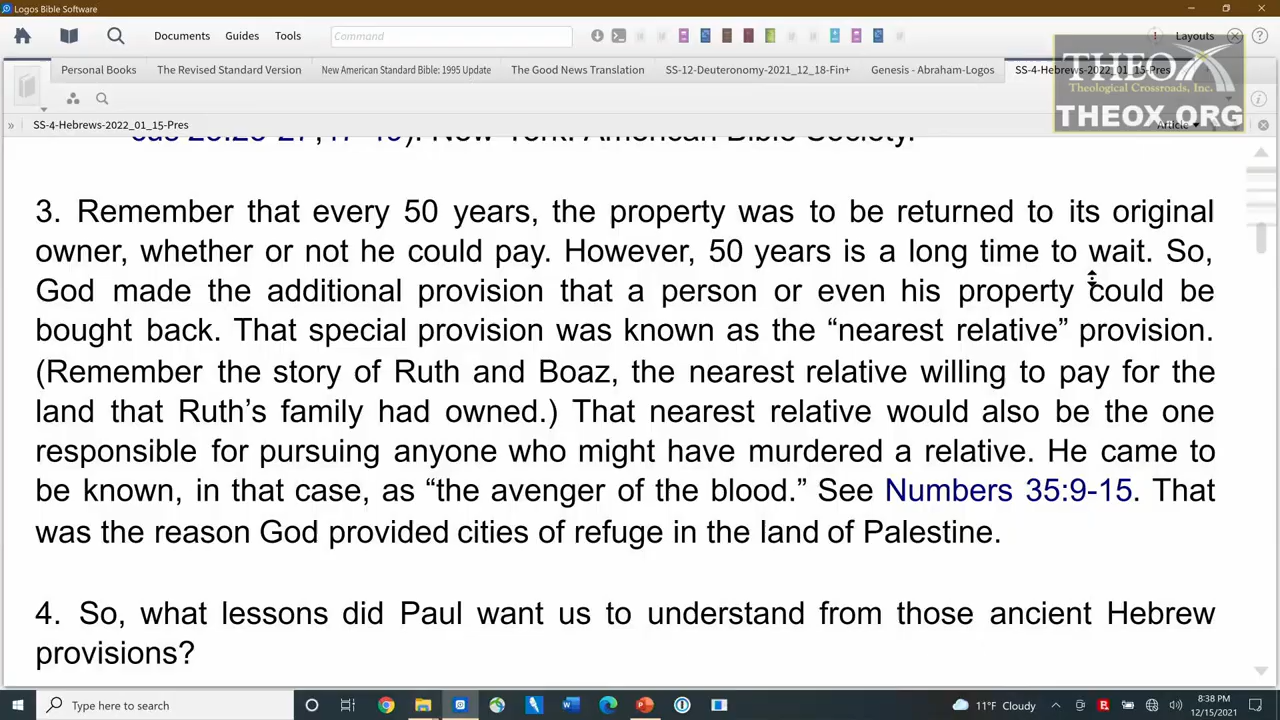 Logos Bible Software
Documents Guides Tools Command Layouts
Personal Books The Revised Standard Version Update The Good News Translation SS-12-Deuteronomy-2021_12_18-Fin+ Genesis - Abraham-Logos SS-4-Hebrews-2022_01_15-Pres
THEOX
Theological Crossroads, Inc.
THEOX.ORG
» SS-4-Hebrews-2022_01_15-Pres Article
New York: American Bible Society.
3. Remember that every 50 years, the property was to be returned to its original
owner, whether or not he could pay. However, 50 years is a long time to wait. So,
God made the additional provision that a person or even his property could be
bought back. That special provision was known as the “nearest relative” provision.
(Remember the story of Ruth and Boaz, the nearest relative willing to pay for the
land that Ruth’s family had owned.) That nearest relative would also be the one
responsible for pursuing anyone who might have murdered a relative. He came to
be known, in that case, as “the avenger of the blood.” See Numbers 35:9-15. That
was the reason God provided cities of refuge in the land of Palestine.
4. So, what lessons did Paul want us to understand from those ancient Hebrew
provisions?
Type here to search
11°F Cloudy
8:38 PM
12/15/2021